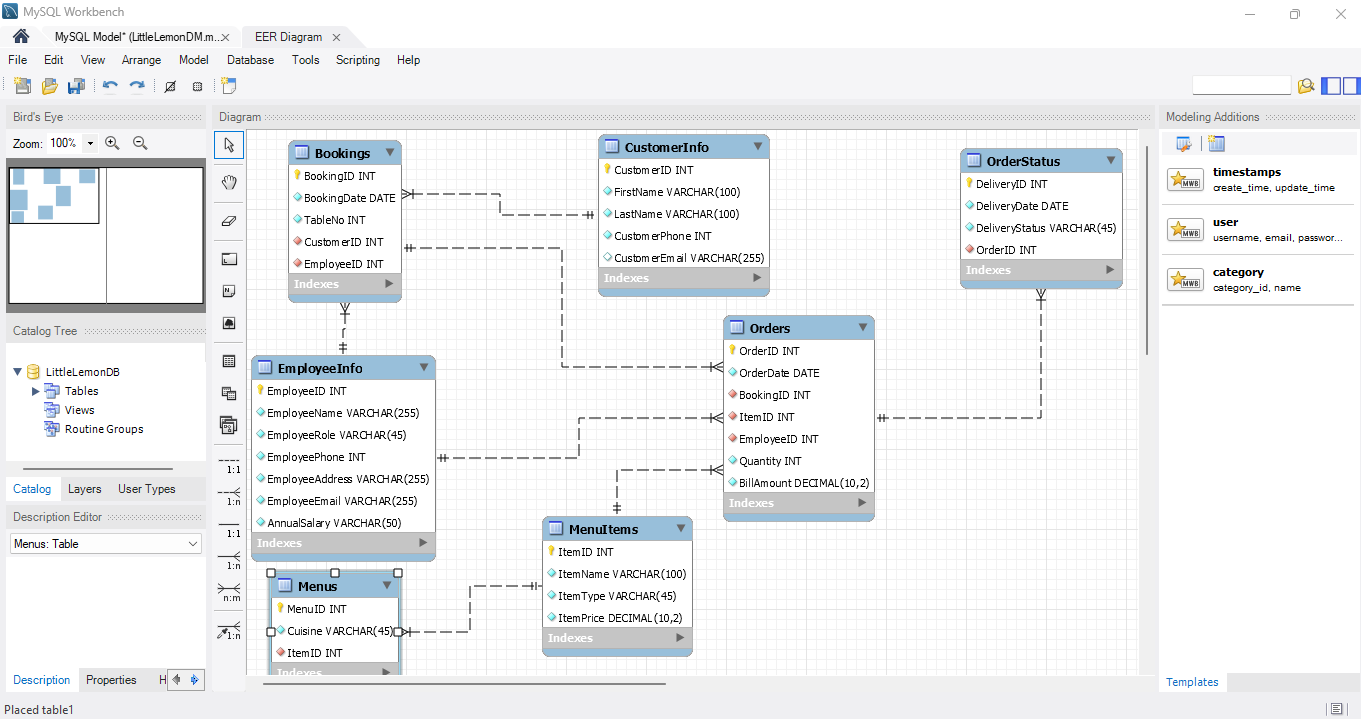 MySQL Workbench
MySQL Model* (LittleLemonDM.m...
EER Diagram
File Edit View Arrange Model Database Tools Scripting Help
Bird's Eye
Zoom: 100%
Catalog Tree
LittleLemonDB
Tables
Views
Routine Groups
Catalog Layers User Types
Description Editor
Menus: Table
Description Properties H
Placed table1
Diagram
1:1
1:n
1:1
1:n
n:m
1:n
Bookings
BookingID INT
BookingDate DATE
TableNo INT
CustomerID INT
EmployeeID INT
Indexes
CustomerInfo
CustomerID INT
FirstName VARCHAR(100)
LastName VARCHAR(100)
CustomerPhone INT
CustomerEmail VARCHAR(255)
Indexes
OrderStatus
DeliveryID INT
DeliveryDate DATE
DeliveryStatus VARCHAR(45)
OrderID INT
Indexes
EmployeeInfo
EmployeeID INT
EmployeeName VARCHAR(255)
EmployeeRole VARCHAR(45)
EmployeePhone INT
EmployeeAddress VARCHAR(255)
EmployeeEmail VARCHAR(255)
AnnualSalary VARCHAR(50)
Indexes
Orders
OrderID INT
OrderDate DATE
BookingID INT
ItemID INT
EmployeeID INT
Quantity INT
BillAmount DECIMAL(10,2)
Indexes
MenuItems
ItemID INT
ItemName VARCHAR(100)
ItemType VARCHAR(45)
ItemPrice DECIMAL(10,2)
Indexes
Menus
MenuID INT
Cuisine VARCHAR(45)
ItemID INT
Indexes
Modeling Additions
MWB
timestamps
create_time, update_time
MWB
user
username, email, passwor...
MWB
category
category_id, name
Templates